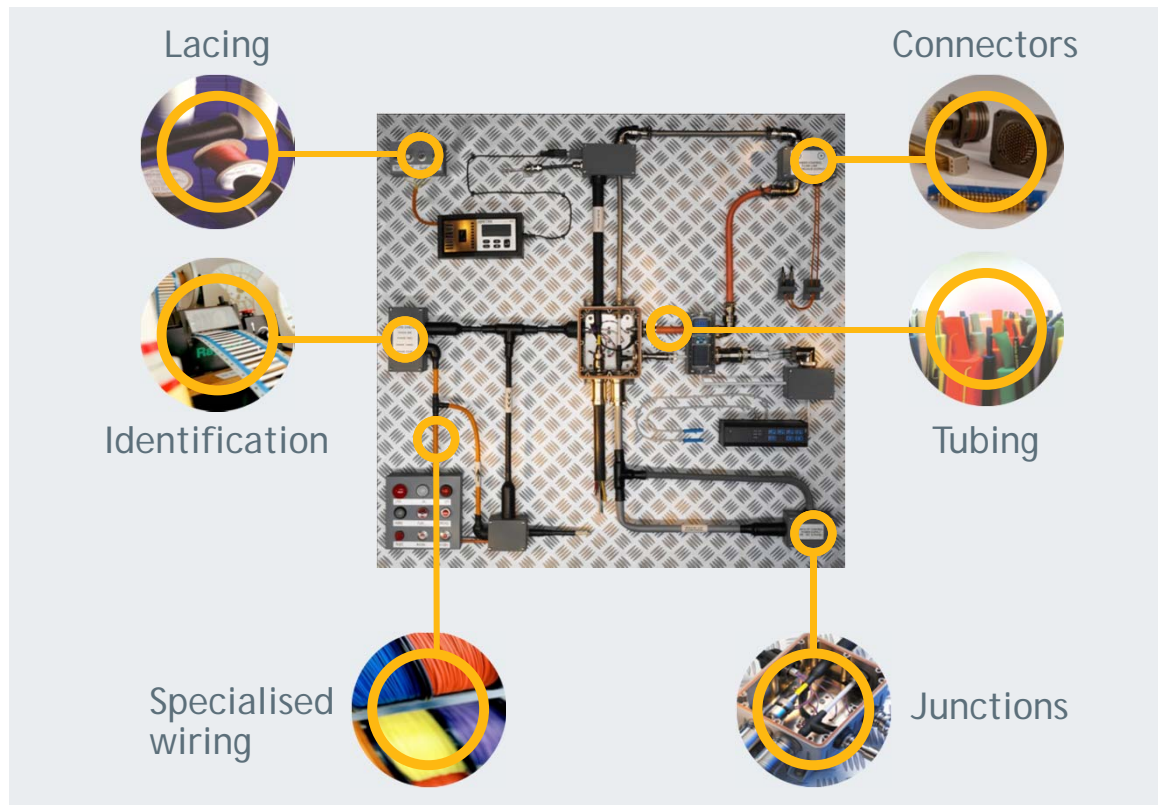 Lacing
Connectors
Identification
Tubing
Specialised
wiring
Junctions